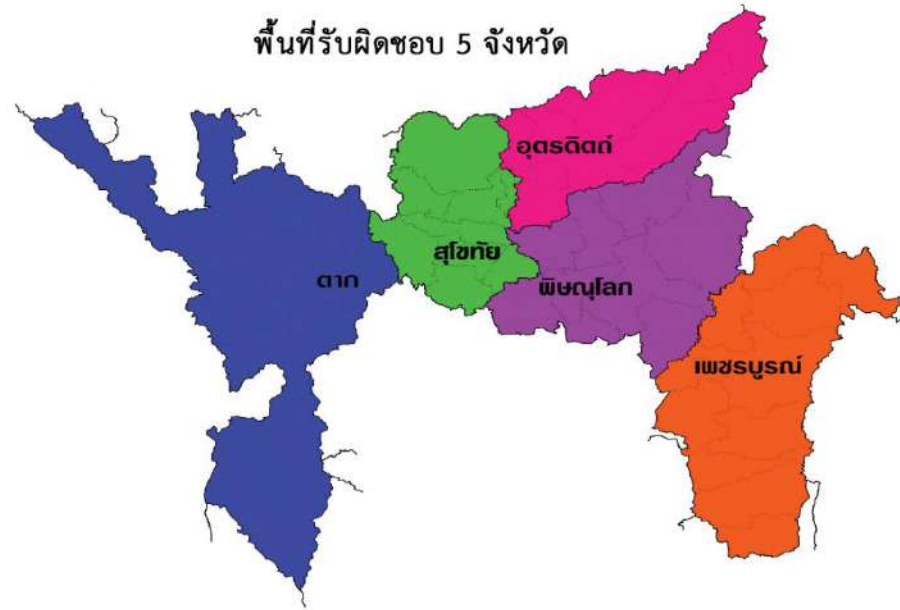 พื้นที่รับผิดชอบ 5 จังหวัด
อุตรดิตถ์
สุโขทัย
ตาก
พิษณุโลก
เพชรบูรณ์